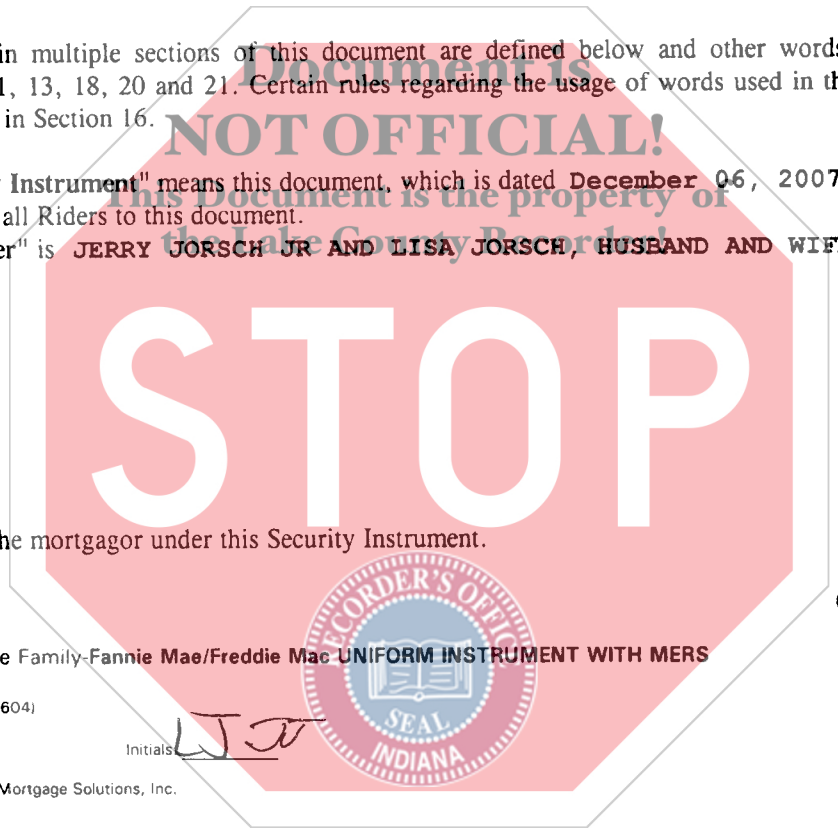 in multiple sections of this document are defined below and other words
1, 13, 18, 20 and 21. Certain rules regarding the usage of words used in th
in Section 16.
Document is
NOT OFFICIAL!
This Document is the property of
the Lake County Recorder!
Instrument" means this document, which is dated December 06, 2007
all Riders to this document.
er" is JERRY JORSCH JR AND LISA JORSCH, HUSBAND AND WIF
STOP
he mortgagor under this Security Instrument.
RECORDER'S OFFICE
SEAL
INDIANA
e Family-Fannie Mae/Freddie Mac UNIFORM INSTRUMENT WITH MERS
604)
Initials: LJ JJ
Mortgage Solutions, Inc.